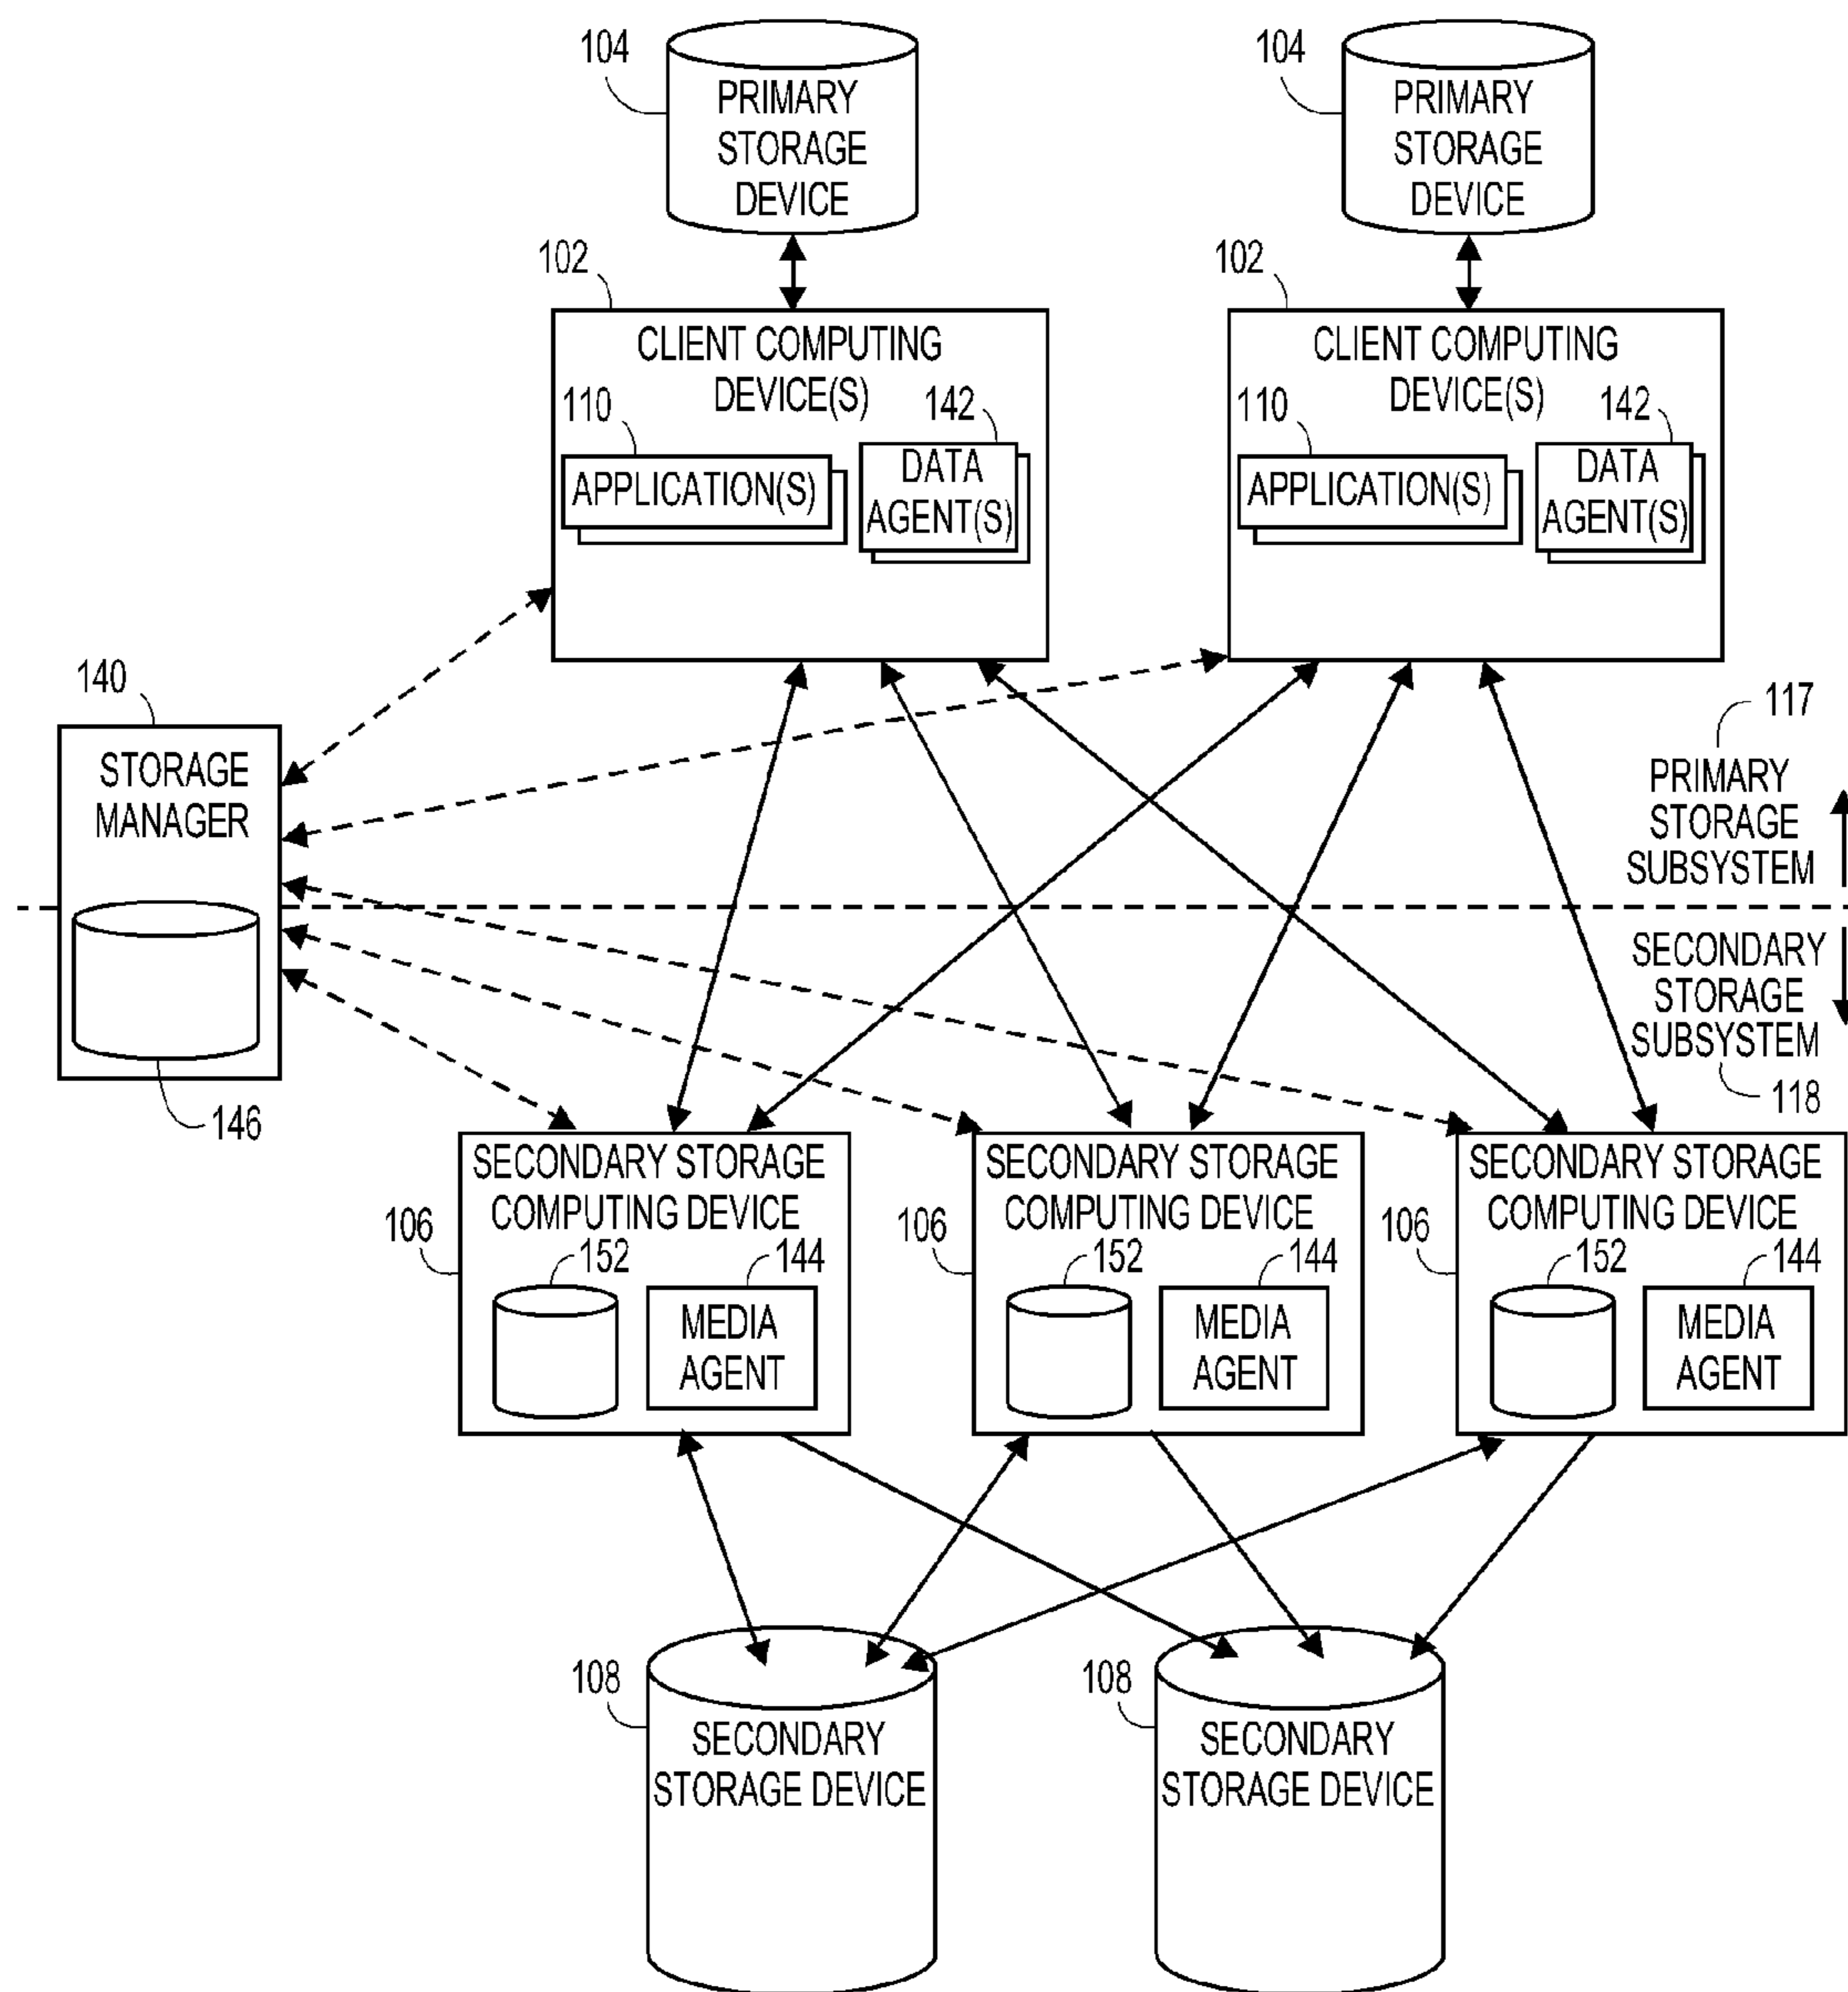 104
PRIMARY
STORAGE
DEVICE
104
PRIMARY
STORAGE
DEVICE
102
CLIENT COMPUTING
DEVICE(S)
110
142
APPLICATION(S)
DATA
AGENT(S)
102
CLIENT COMPUTING
DEVICE(S)
110
142
APPLICATION(S)
DATA
AGENT(S)
140
STORAGE
MANAGER
146
117
PRIMARY
STORAGE
SUBSYSTEM
SECONDARY
STORAGE
SUBSYSTEM
118
SECONDARY STORAGE
COMPUTING DEVICE
106
152
144
MEDIA
AGENT
SECONDARY STORAGE
COMPUTING DEVICE
106
152
144
MEDIA
AGENT
SECONDARY STORAGE
COMPUTING DEVICE
106
152
144
MEDIA
AGENT
108
SECONDARY
STORAGE DEVICE
108
SECONDARY
STORAGE DEVICE